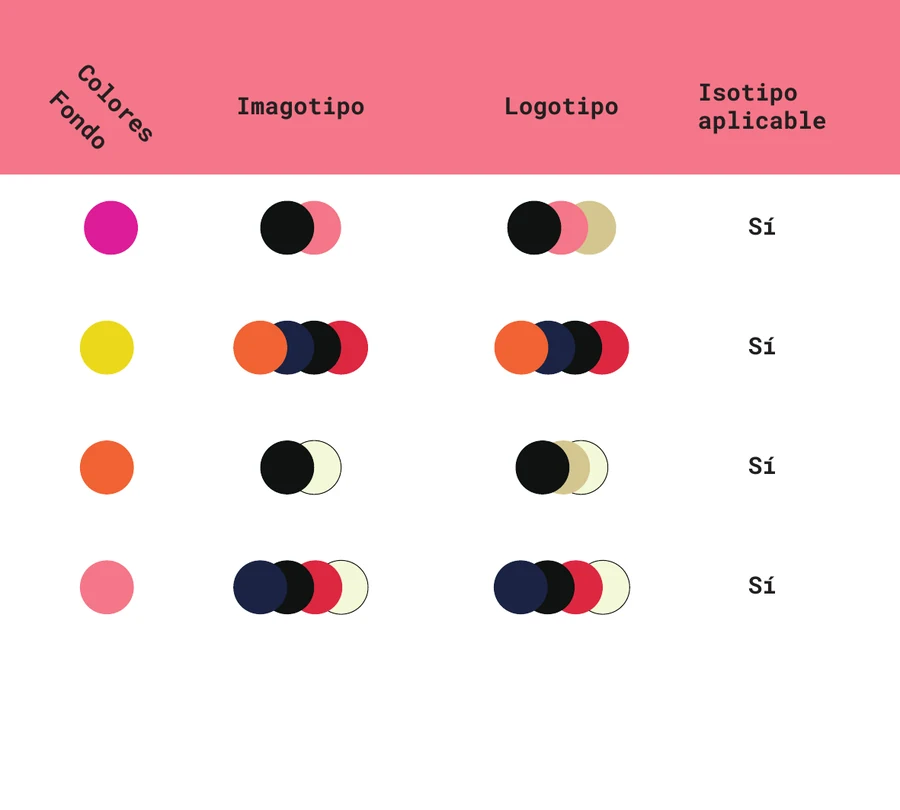 Colores
Fondo
Imagotipo
Logotipo
Isotipo
aplicable
Sí
Sí
Sí
Sí